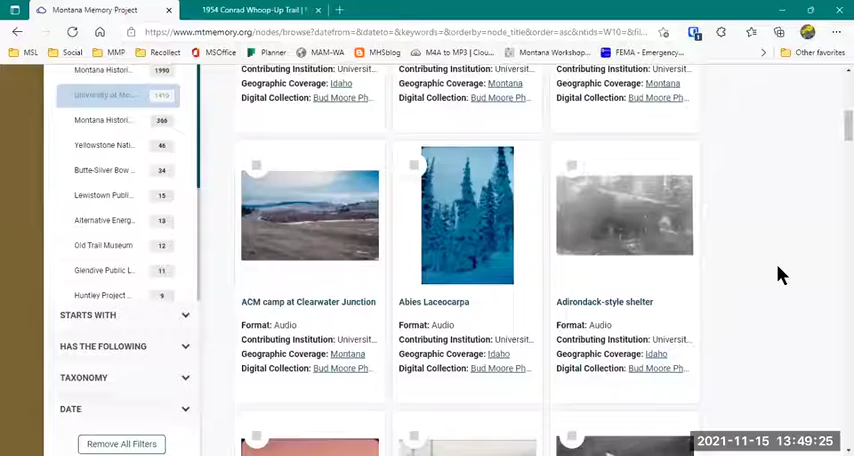 Montana Memory Project
1954 Conrad Whoop-Up Trail |
https://www.mtmemory.org/nodes/browse?datefrom=&dateto=&keywords=&orderby=node_title&order=asc&ntids=W10=&fil...
MSL
Social
MMP
Recollect
MSOffice
Planner
MAM-WA
MHSblog
M4A to MP3 | Clou...
Montana Workshop...
FEMA - Emergency...
Other favorites
Montana Histori...
1990
University at Mo...
1419
Montana Histori...
366
Yellowstone Nati...
46
Butte-Silver Bow ...
34
Lewistown Publi...
15
Alternative Energ...
13
Old Trail Museum
12
Glendive Public L...
11
Huntley Project ...
9
STARTS WITH
HAS THE FOLLOWING
TAXONOMY
DATE
Remove All Filters
Contributing Institution: Universit...
Geographic Coverage: Idaho
Digital Collection: Bud Moore Ph...
Contributing Institution: Universit...
Geographic Coverage: Montana
Digital Collection: Bud Moore Ph...
Contributing Institution: Universit...
Geographic Coverage: Montana
Digital Collection: Bud Moore Ph...
ACM camp at Clearwater Junction
Format: Audio
Contributing Institution: Universit...
Geographic Coverage: Montana
Digital Collection: Bud Moore Ph...
Abies Laceocarpa
Format: Audio
Contributing Institution: Universit...
Geographic Coverage: Idaho
Digital Collection: Bud Moore Ph...
Adirondack-style shelter
Format: Audio
Contributing Institution: Universit...
Geographic Coverage: Idaho
Digital Collection: Bud Moore Ph...
2021-11-15 13:49:25